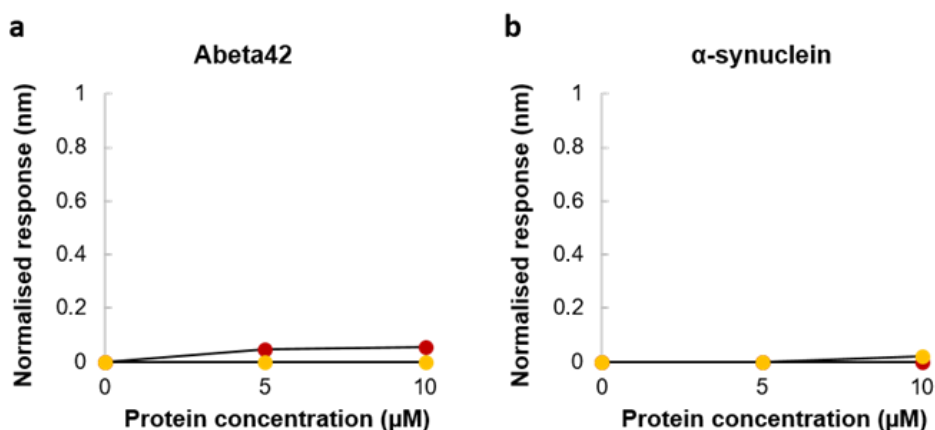 a
Abeta42
Normalised response (nm)
1
0.8
0.6
0.4
0.2
0
0
5
10
Protein concentration (μM)
b
α-synuclein
Normalised response (nm)
1
0.8
0.6
0.4
0.2
0
0
5
10
Protein concentration (μM)